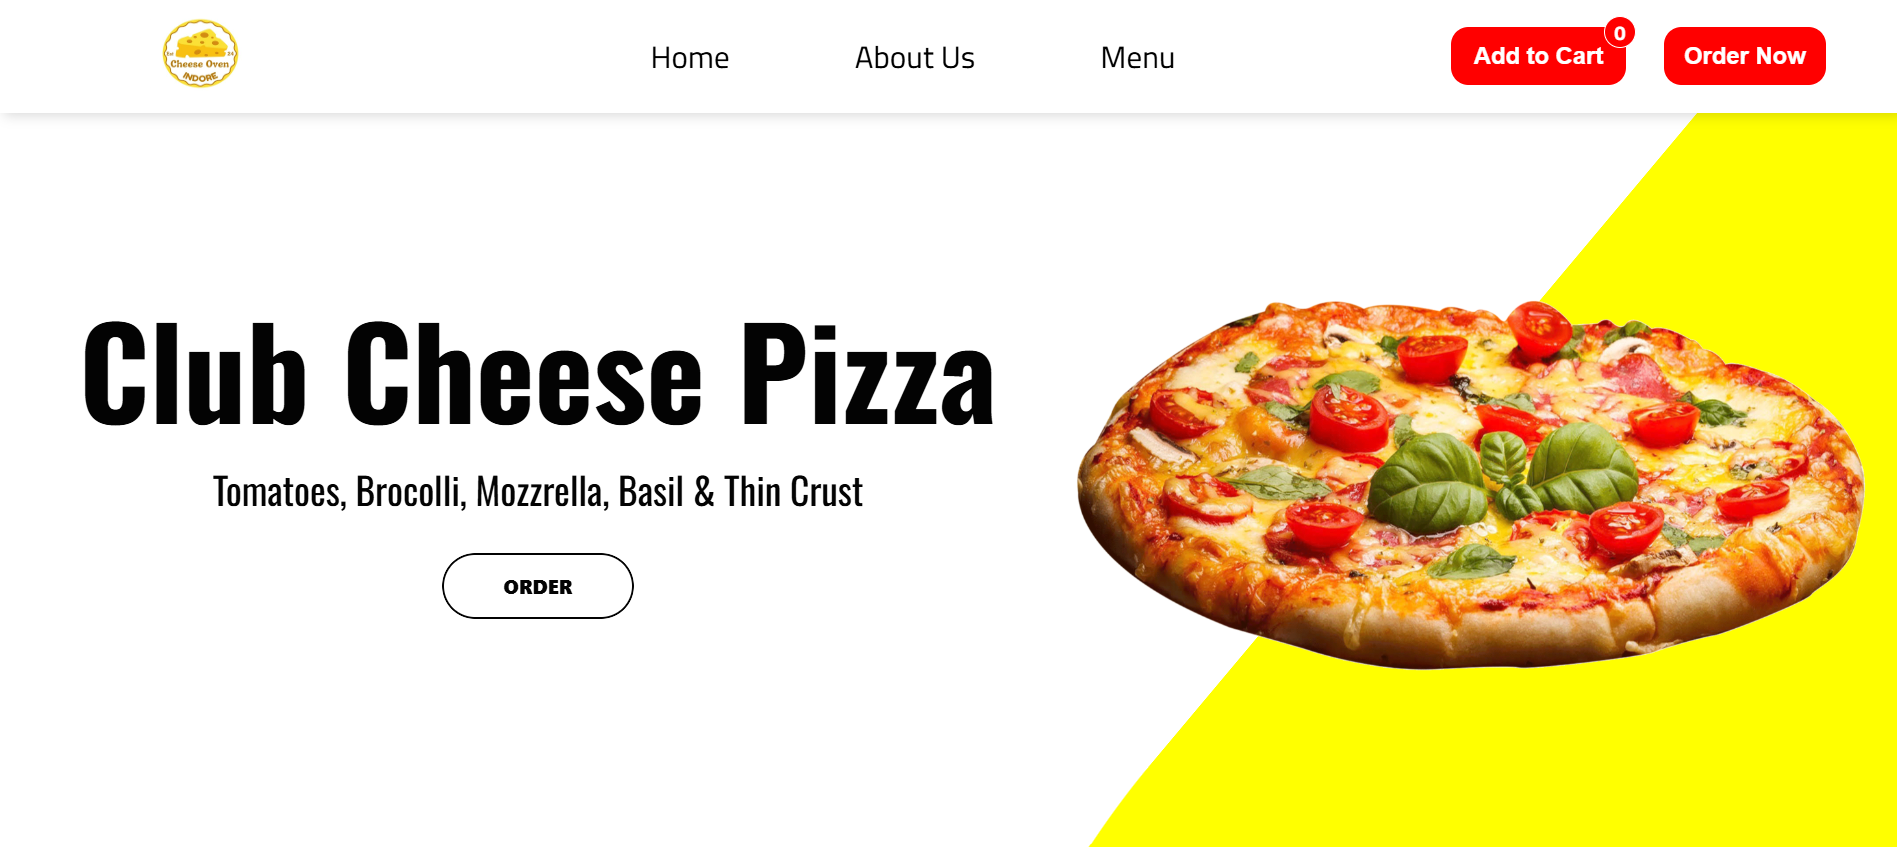 Est 24
Cheese Oven
INDORE
Home
About Us
Menu
Add to Cart
0
Order Now
Club Cheese Pizza
Tomatoes, Brocolli, Mozzrella, Basil & Thin Crust
ORDER